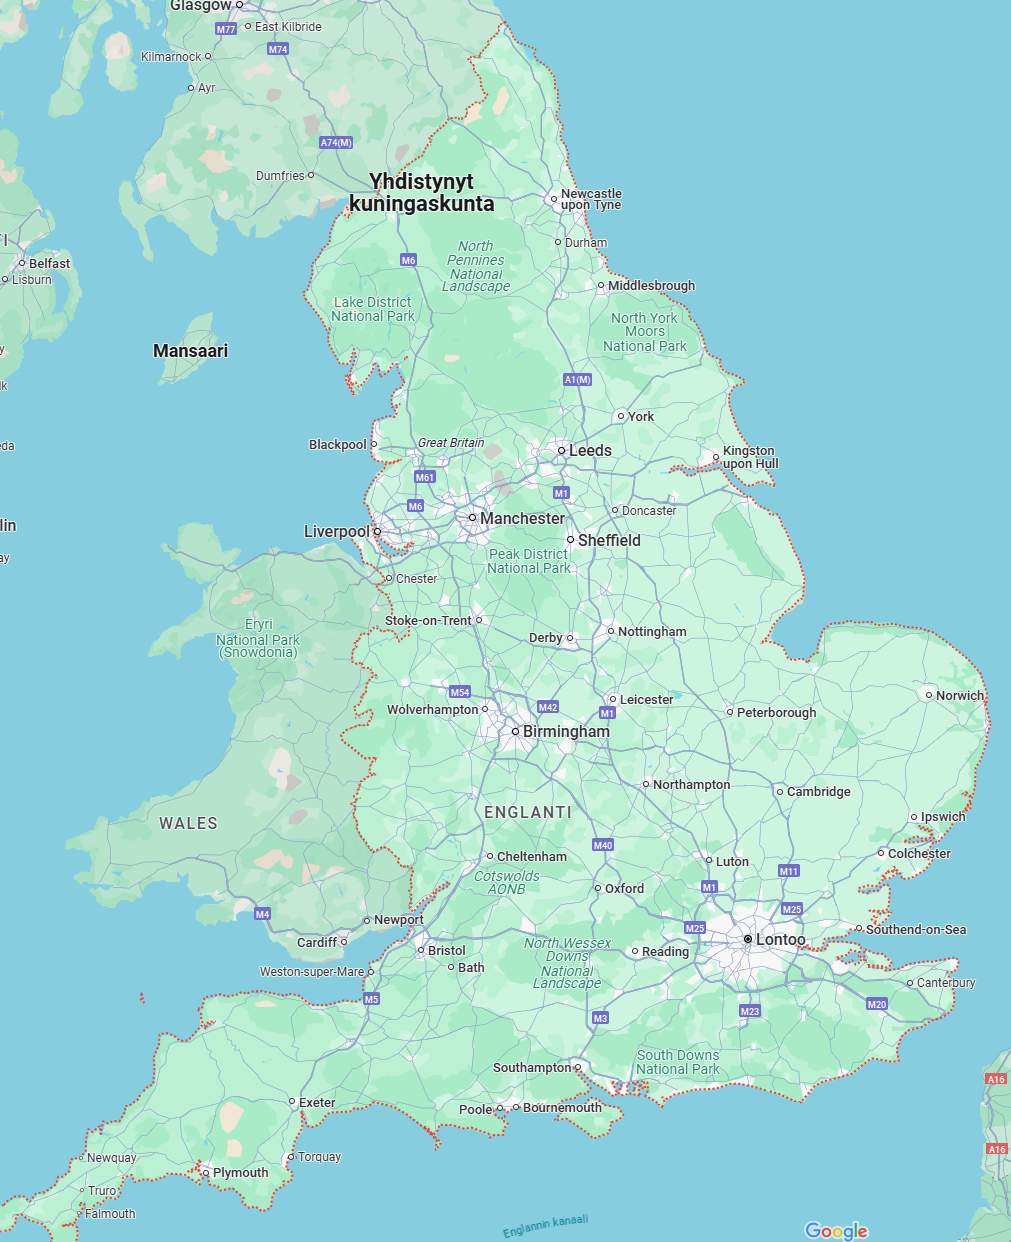 Glasgow
M77
East Kilbride
M74
Kilmarnock
Ayr
A74(M)
Dumfries
Yhdistynyt
kuningaskunta
Newcastle
upon Tyne
Durham
Belfast
Lisburn
M6
North
Pennines
National
Landscape
Middlesbrough
Lake District
National Park
North York
Moors
National Park
Mansaari
A1(M)
York
Blackpool
Great Britain
Leeds
Kingston
upon Hull
M61
M1
M6
Doncaster
Manchester
Liverpool
Sheffield
Peak District
National Park
Chester
Eryri
National Park
(Snowdonia)
Stoke-on-Trent
Derby
Nottingham
M54
Wolverhampton
M42
Leicester
M1
Norwich
Peterborough
Birmingham
Northampton
Cambridge
WALES
ENGLANTI
Ipswich
M40
Cheltenham
Luton
Colchester
Cotswolds
AONB
M11
Oxford
M1
M25
M4
Newport
M25
Southend-on-Sea
Cardiff
Bristol
North Wessex
Downs
National
Landscape
Reading
Lontoo
Bath
Weston-super-Mare
Canterbury
M5
M20
M3
M23
Southampton
South Downs
National Park
A16
Exeter
Poole
Bournemouth
A16
Newquay
Torquay
Plymouth
Truro
Falmouth
Englannin kanaali
Google